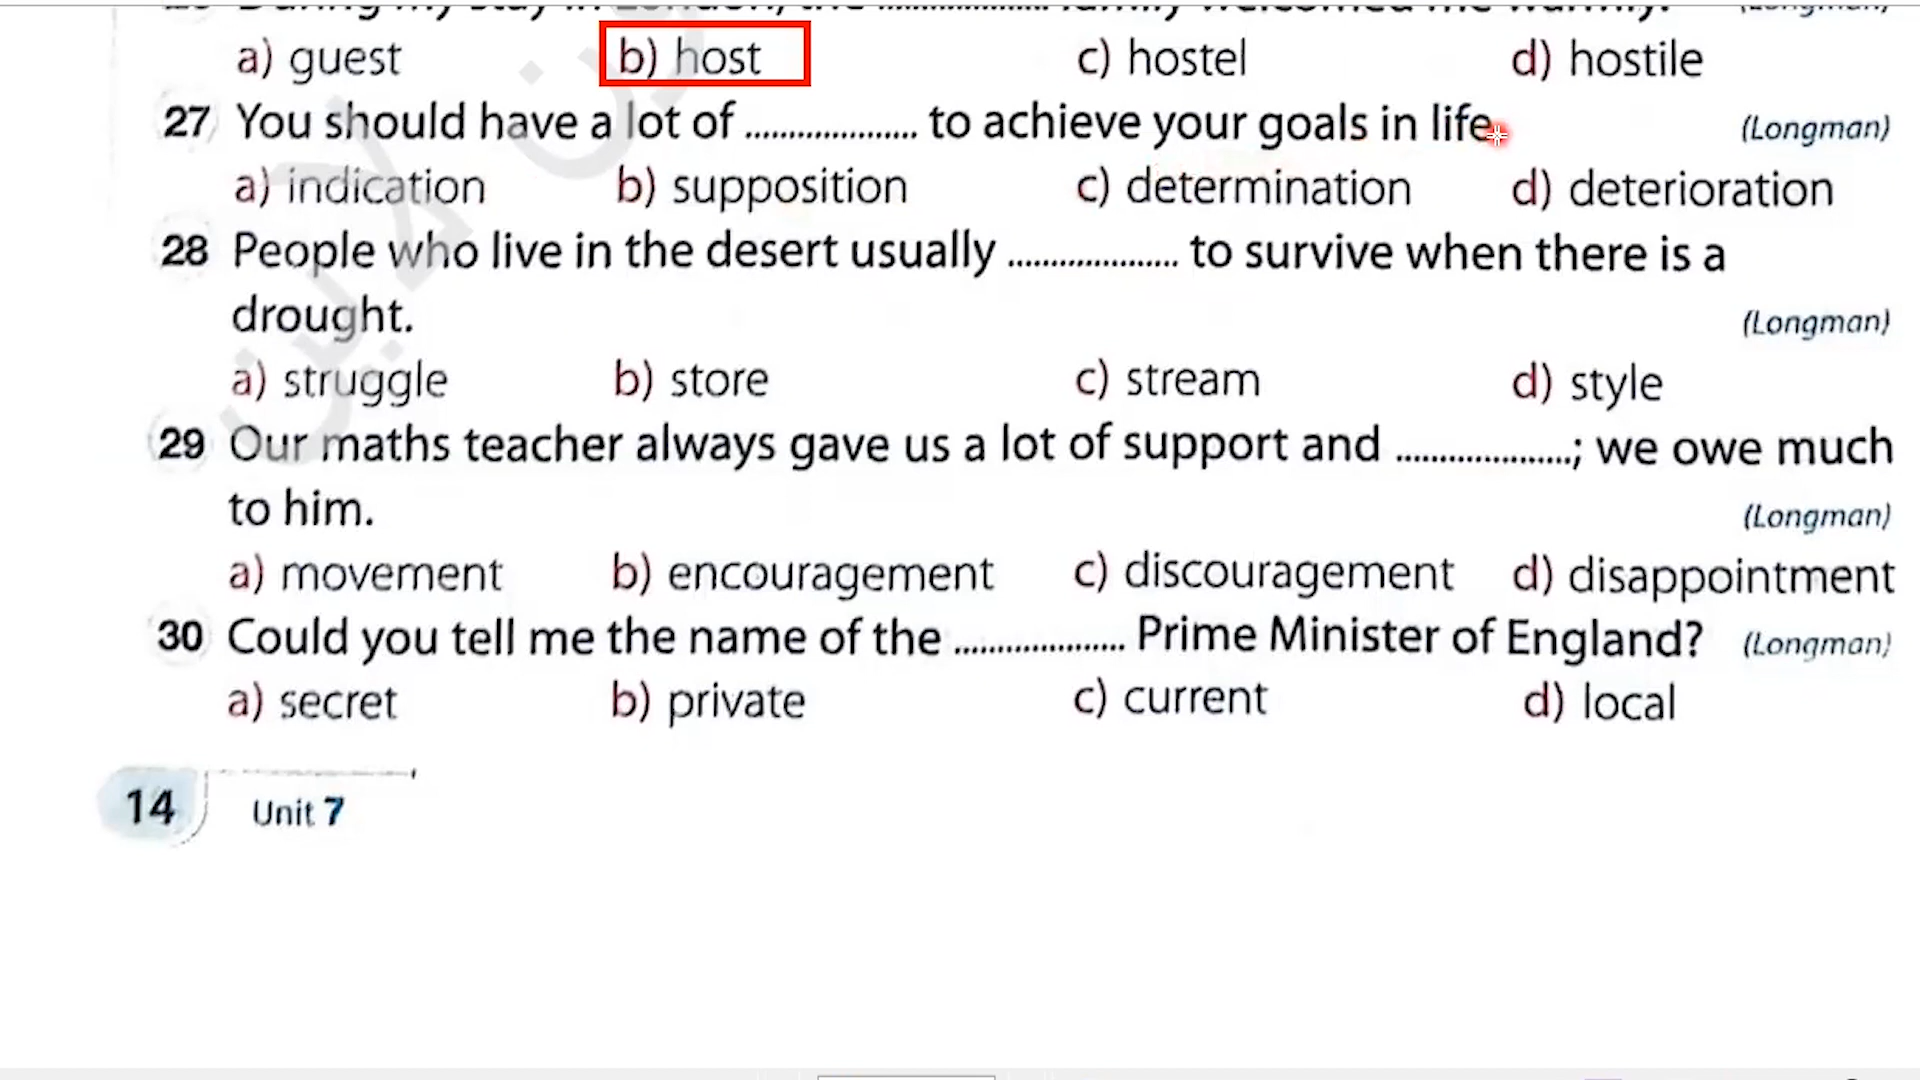 a) guest b) host c) hostel d) hostile
27 You should have a lot of .................... to achieve your goals in life. (Longman)
a) indication b) supposition c) determination d) deterioration
28 People who live in the desert usually .................... to survive when there is a
drought. (Longman)
a) struggle b) store c) stream d) style
29 Our maths teacher always gave us a lot of support and ....................; we owe much
to him. (Longman)
a) movement b) encouragement c) discouragement d) disappointment
30 Could you tell me the name of the .................... Prime Minister of England? (Longman)
a) secret b) private c) current d) local
14 Unit 7